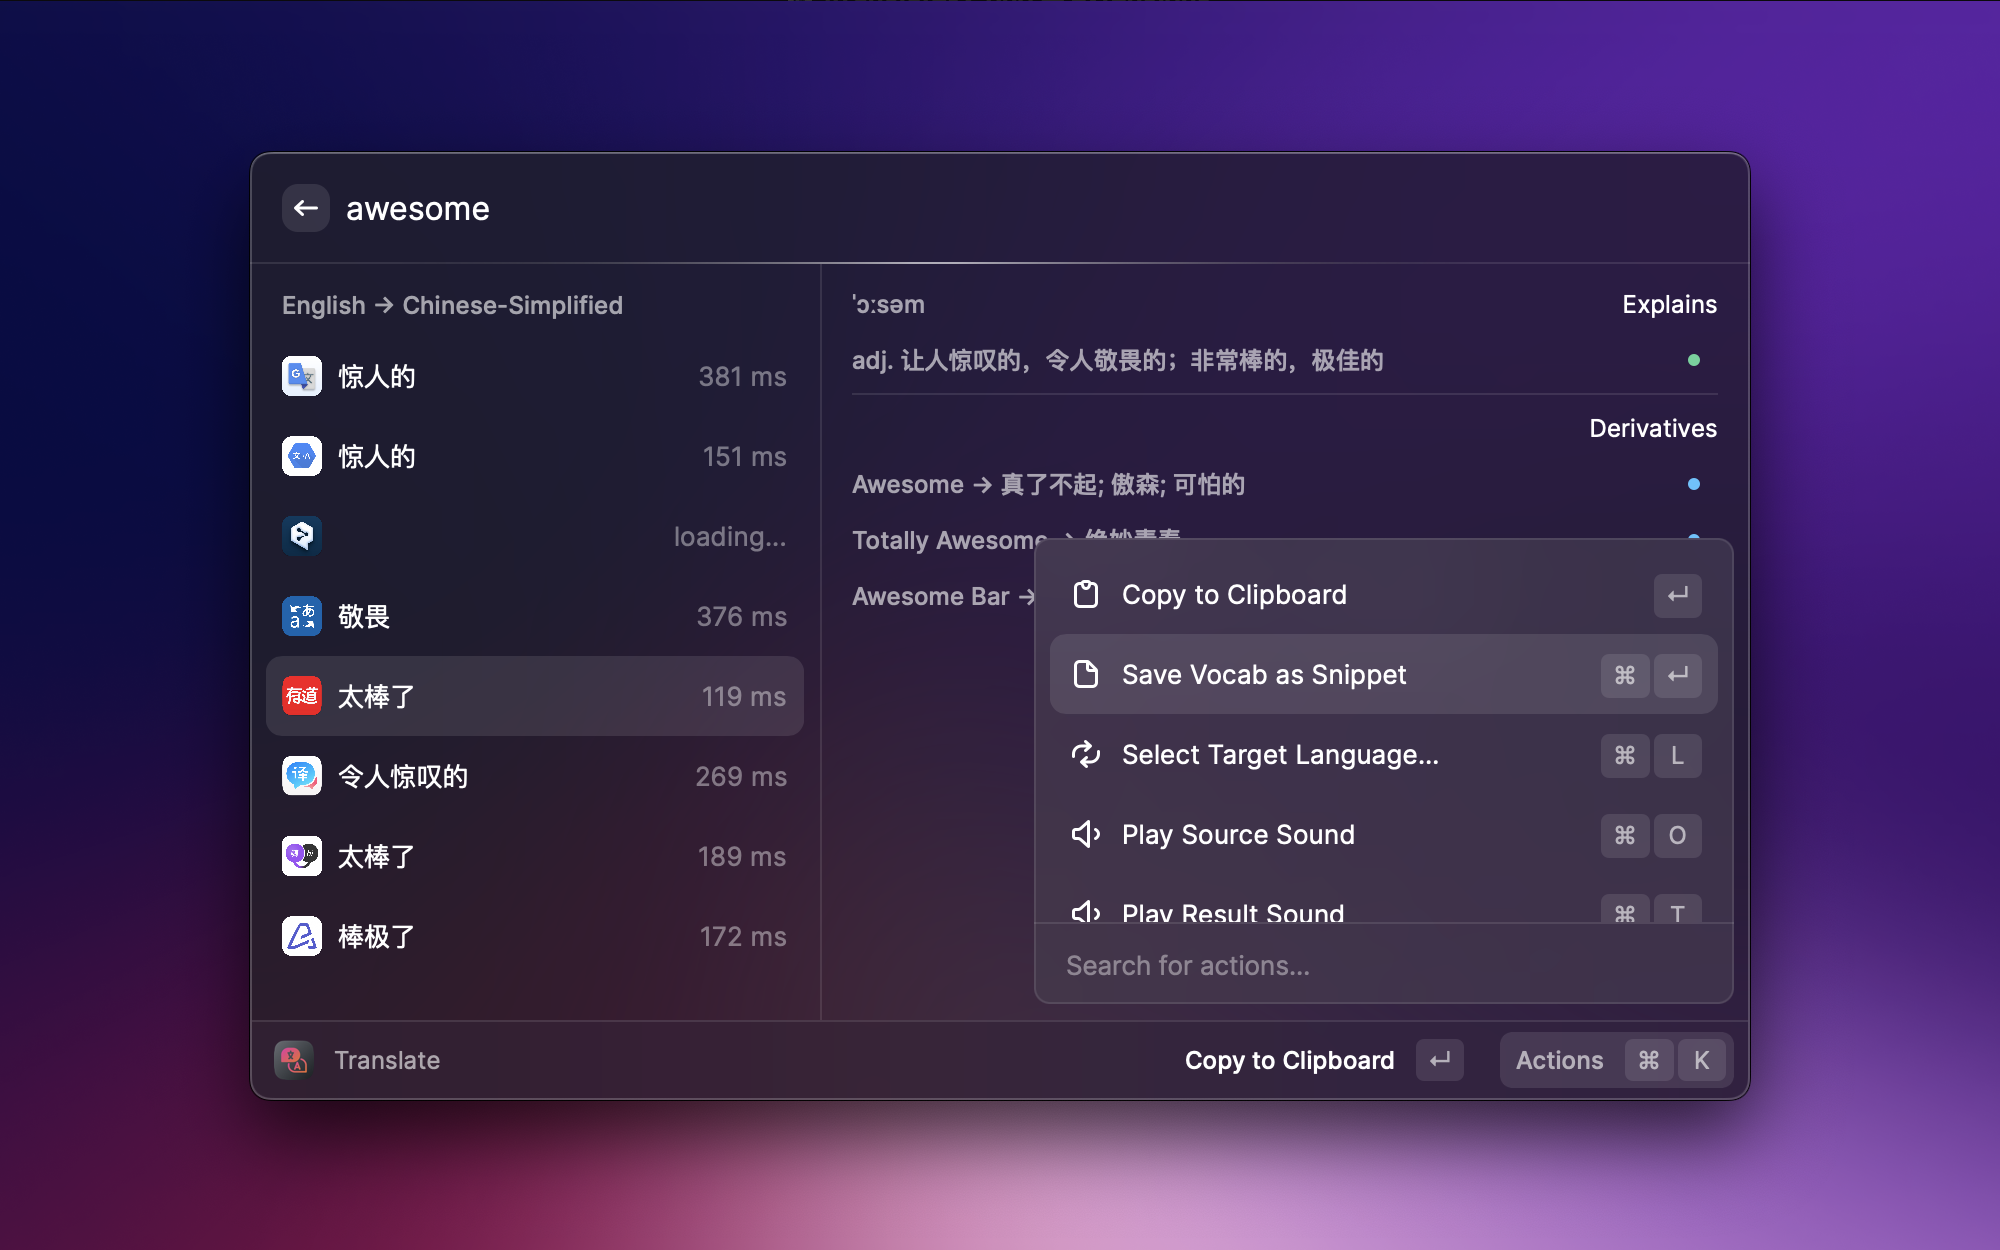 awesome
English → Chinese-Simplified
惊人的 381 ms
惊人的 151 ms
loading...
敬畏 376 ms
有道 太棒了 119 ms
译 令人惊叹的 269 ms
太棒了 189 ms
棒极了 172 ms
'ɔːsəm Explains
adj. 让人惊叹的，令人敬畏的；非常棒的，极佳的
Derivatives
Awesome → 真了不起; 傲森; 可怕的
Totally Awesome → 绝妙青春
Awesome Bar →
Copy to Clipboard ↵
Save Vocab as Snippet ⌘ ↵
Select Target Language... ⌘ L
Play Source Sound ⌘ O
Play Result Sound ⌘ T
Search for actions...
Translate Copy to Clipboard ↵ Actions ⌘ K